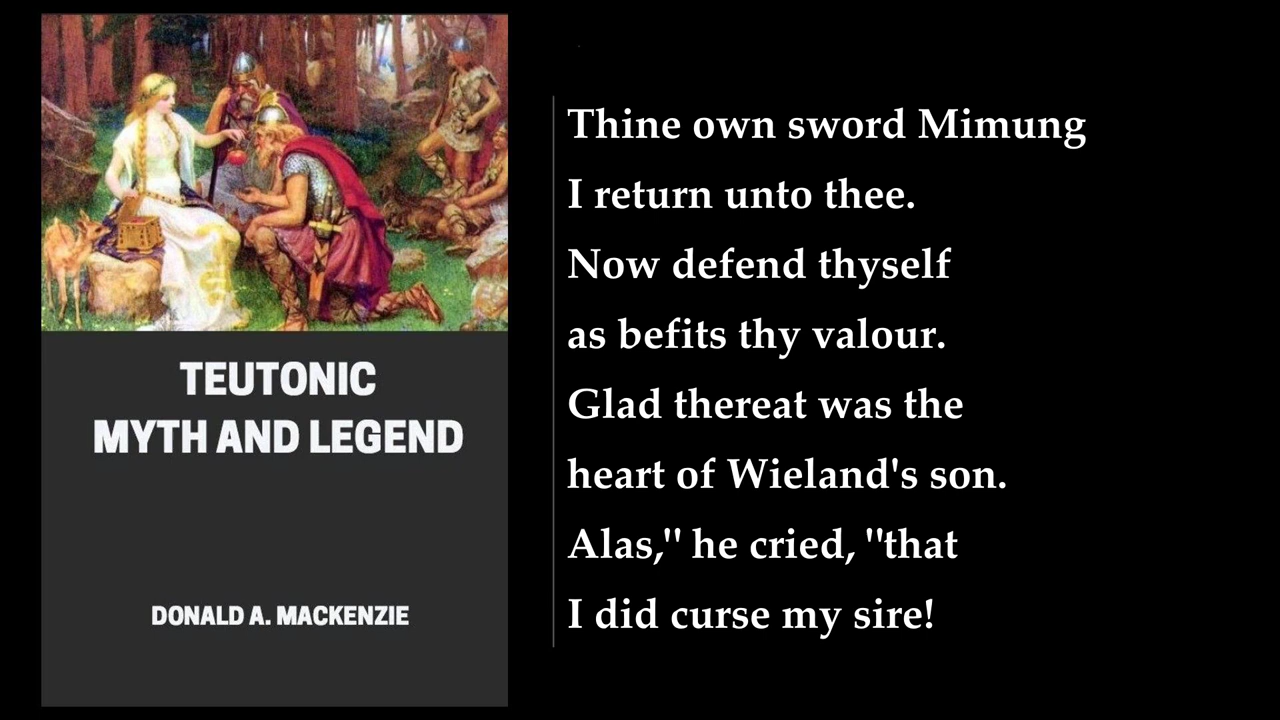 TEUTONIC
MYTH AND LEGEND
DONALD A. MACKENZIE
Thine own sword Mimung
I return unto thee.
Now defend thyself
as befits thy valour.
Glad thereat was the
heart of Wieland's son.
Alas," he cried, "that
I did curse my sire!